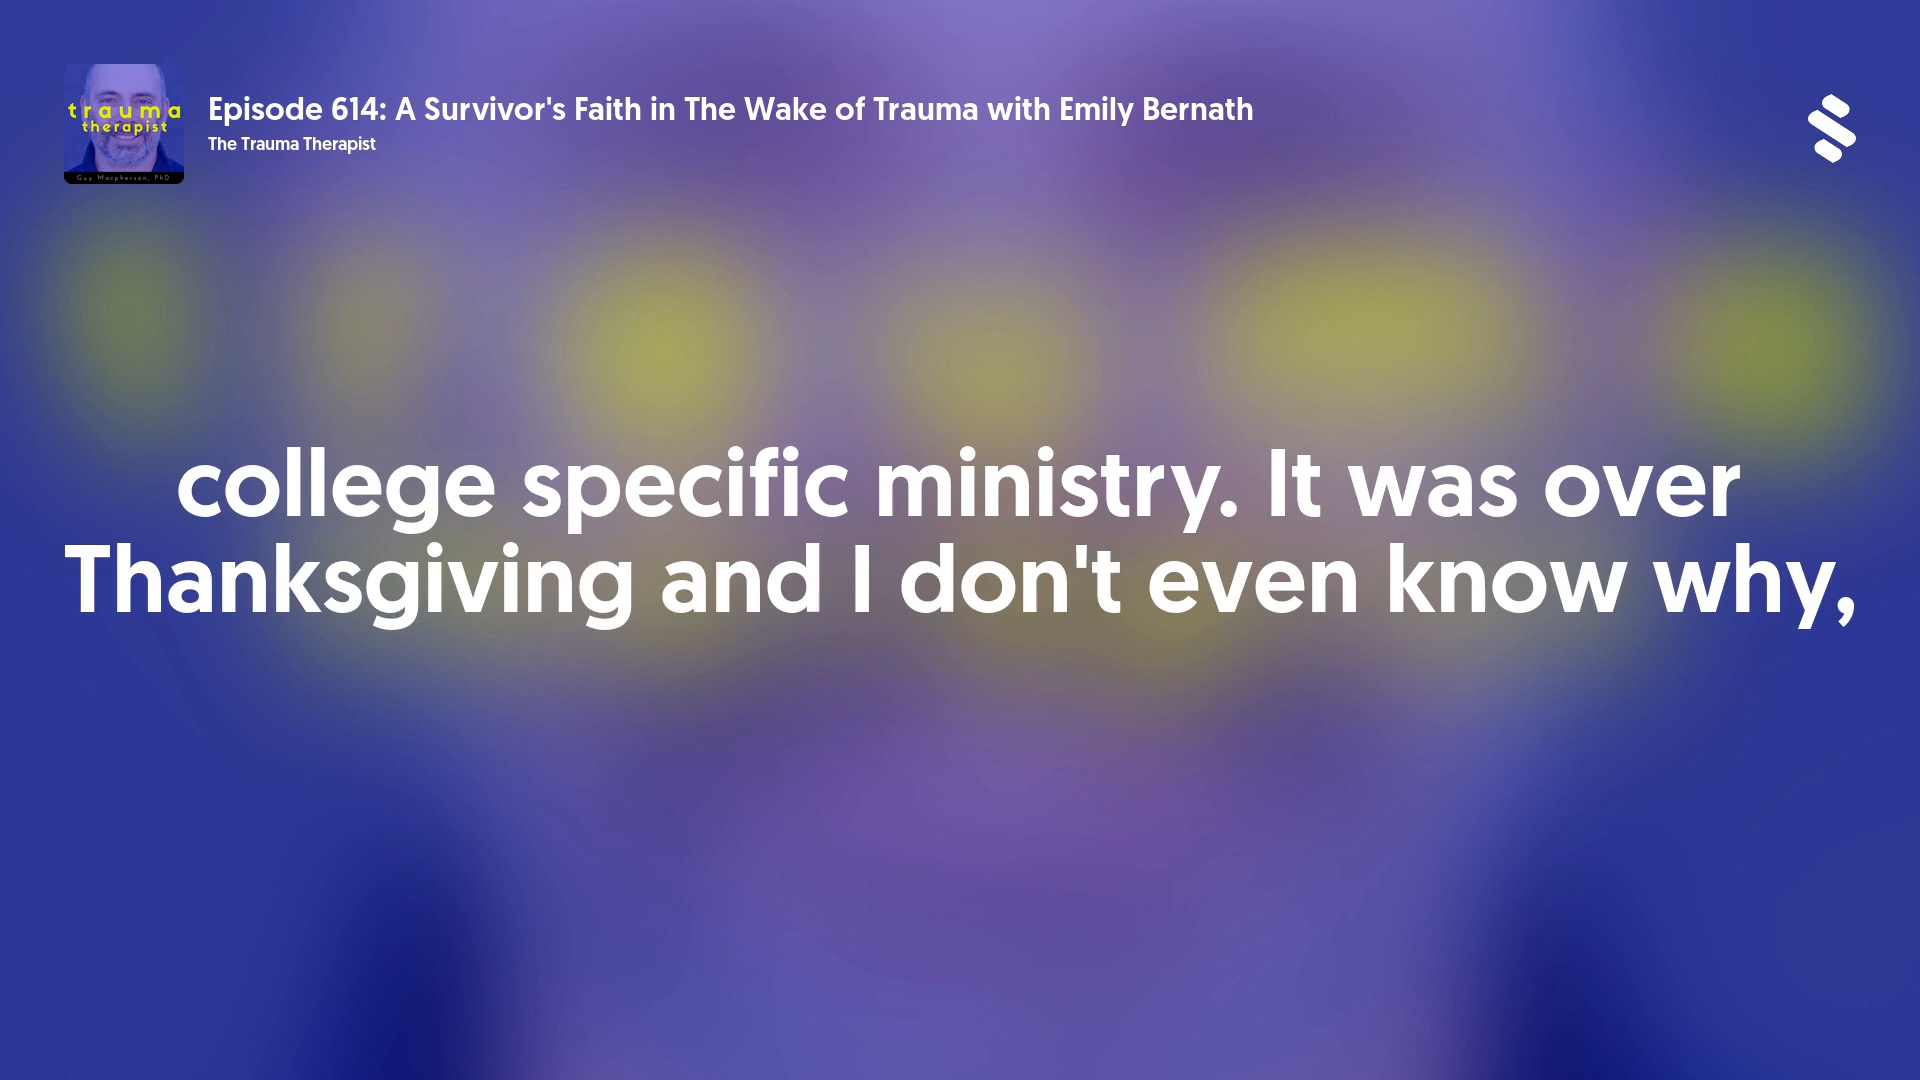 trauma
therapist
Guy Macpherson, PhD
Episode 614: A Survivor's Faith in The Wake of Trauma with Emily Bernath
The Trauma Therapist
college specific ministry. It was over
Thanksgiving and I don't even know why,